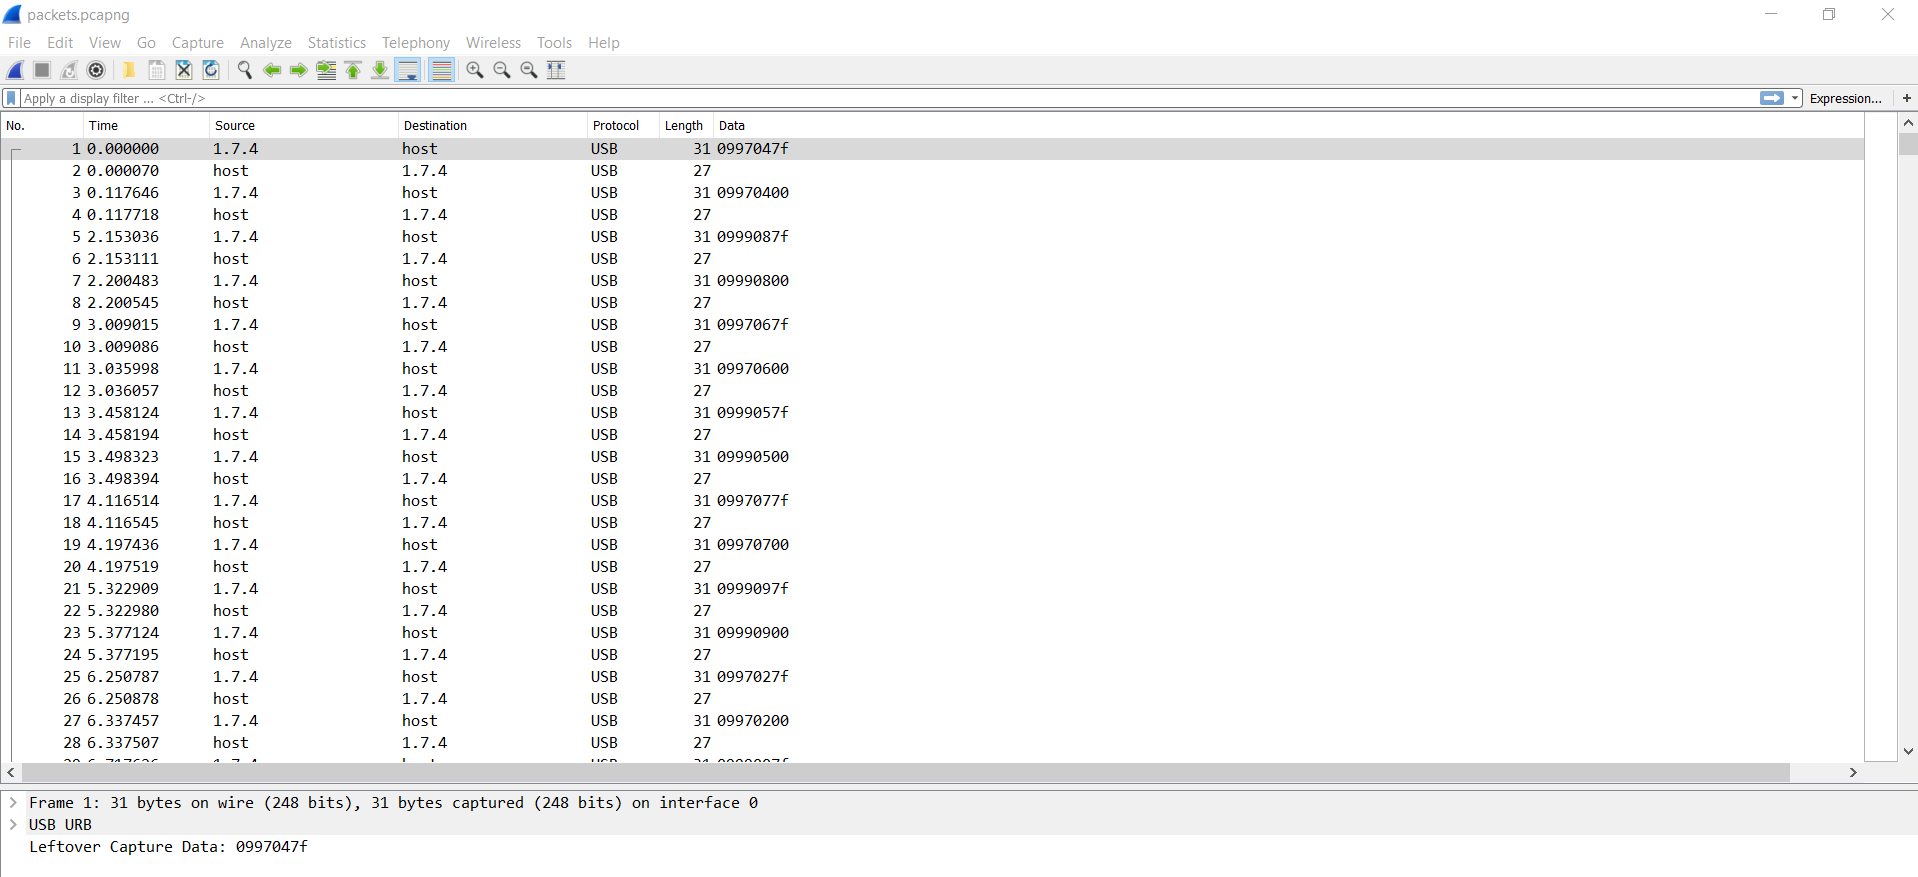 packets.pcapng
File Edit View Go Capture Analyze Statistics Telephony Wireless Tools Help
Apply a display filter ... <Ctrl-/> Expression... +
No. Time Source Destination Protocol Length Data
1 0.000000 1.7.4 host USB 31 0997047f
2 0.000070 host 1.7.4 USB 27
3 0.117646 1.7.4 host USB 31 09970400
4 0.117718 host 1.7.4 USB 27
5 2.153036 1.7.4 host USB 31 0999087f
6 2.153111 host 1.7.4 USB 27
7 2.200483 1.7.4 host USB 31 09990800
8 2.200545 host 1.7.4 USB 27
9 3.009015 1.7.4 host USB 31 0997067f
10 3.009086 host 1.7.4 USB 27
11 3.035998 1.7.4 host USB 31 09970600
12 3.036057 host 1.7.4 USB 27
13 3.458124 1.7.4 host USB 31 0999057f
14 3.458194 host 1.7.4 USB 27
15 3.498323 1.7.4 host USB 31 09990500
16 3.498394 host 1.7.4 USB 27
17 4.116514 1.7.4 host USB 31 0997077f
18 4.116545 host 1.7.4 USB 27
19 4.197436 1.7.4 host USB 31 09970700
20 4.197519 host 1.7.4 USB 27
21 5.322909 1.7.4 host USB 31 0999097f
22 5.322980 host 1.7.4 USB 27
23 5.377124 1.7.4 host USB 31 09990900
24 5.377195 host 1.7.4 USB 27
25 6.250787 1.7.4 host USB 31 0997027f
26 6.250878 host 1.7.4 USB 27
27 6.337457 1.7.4 host USB 31 09970200
28 6.337507 host 1.7.4 USB 27
Frame 1: 31 bytes on wire (248 bits), 31 bytes captured (248 bits) on interface 0
USB URB
Leftover Capture Data: 0997047f